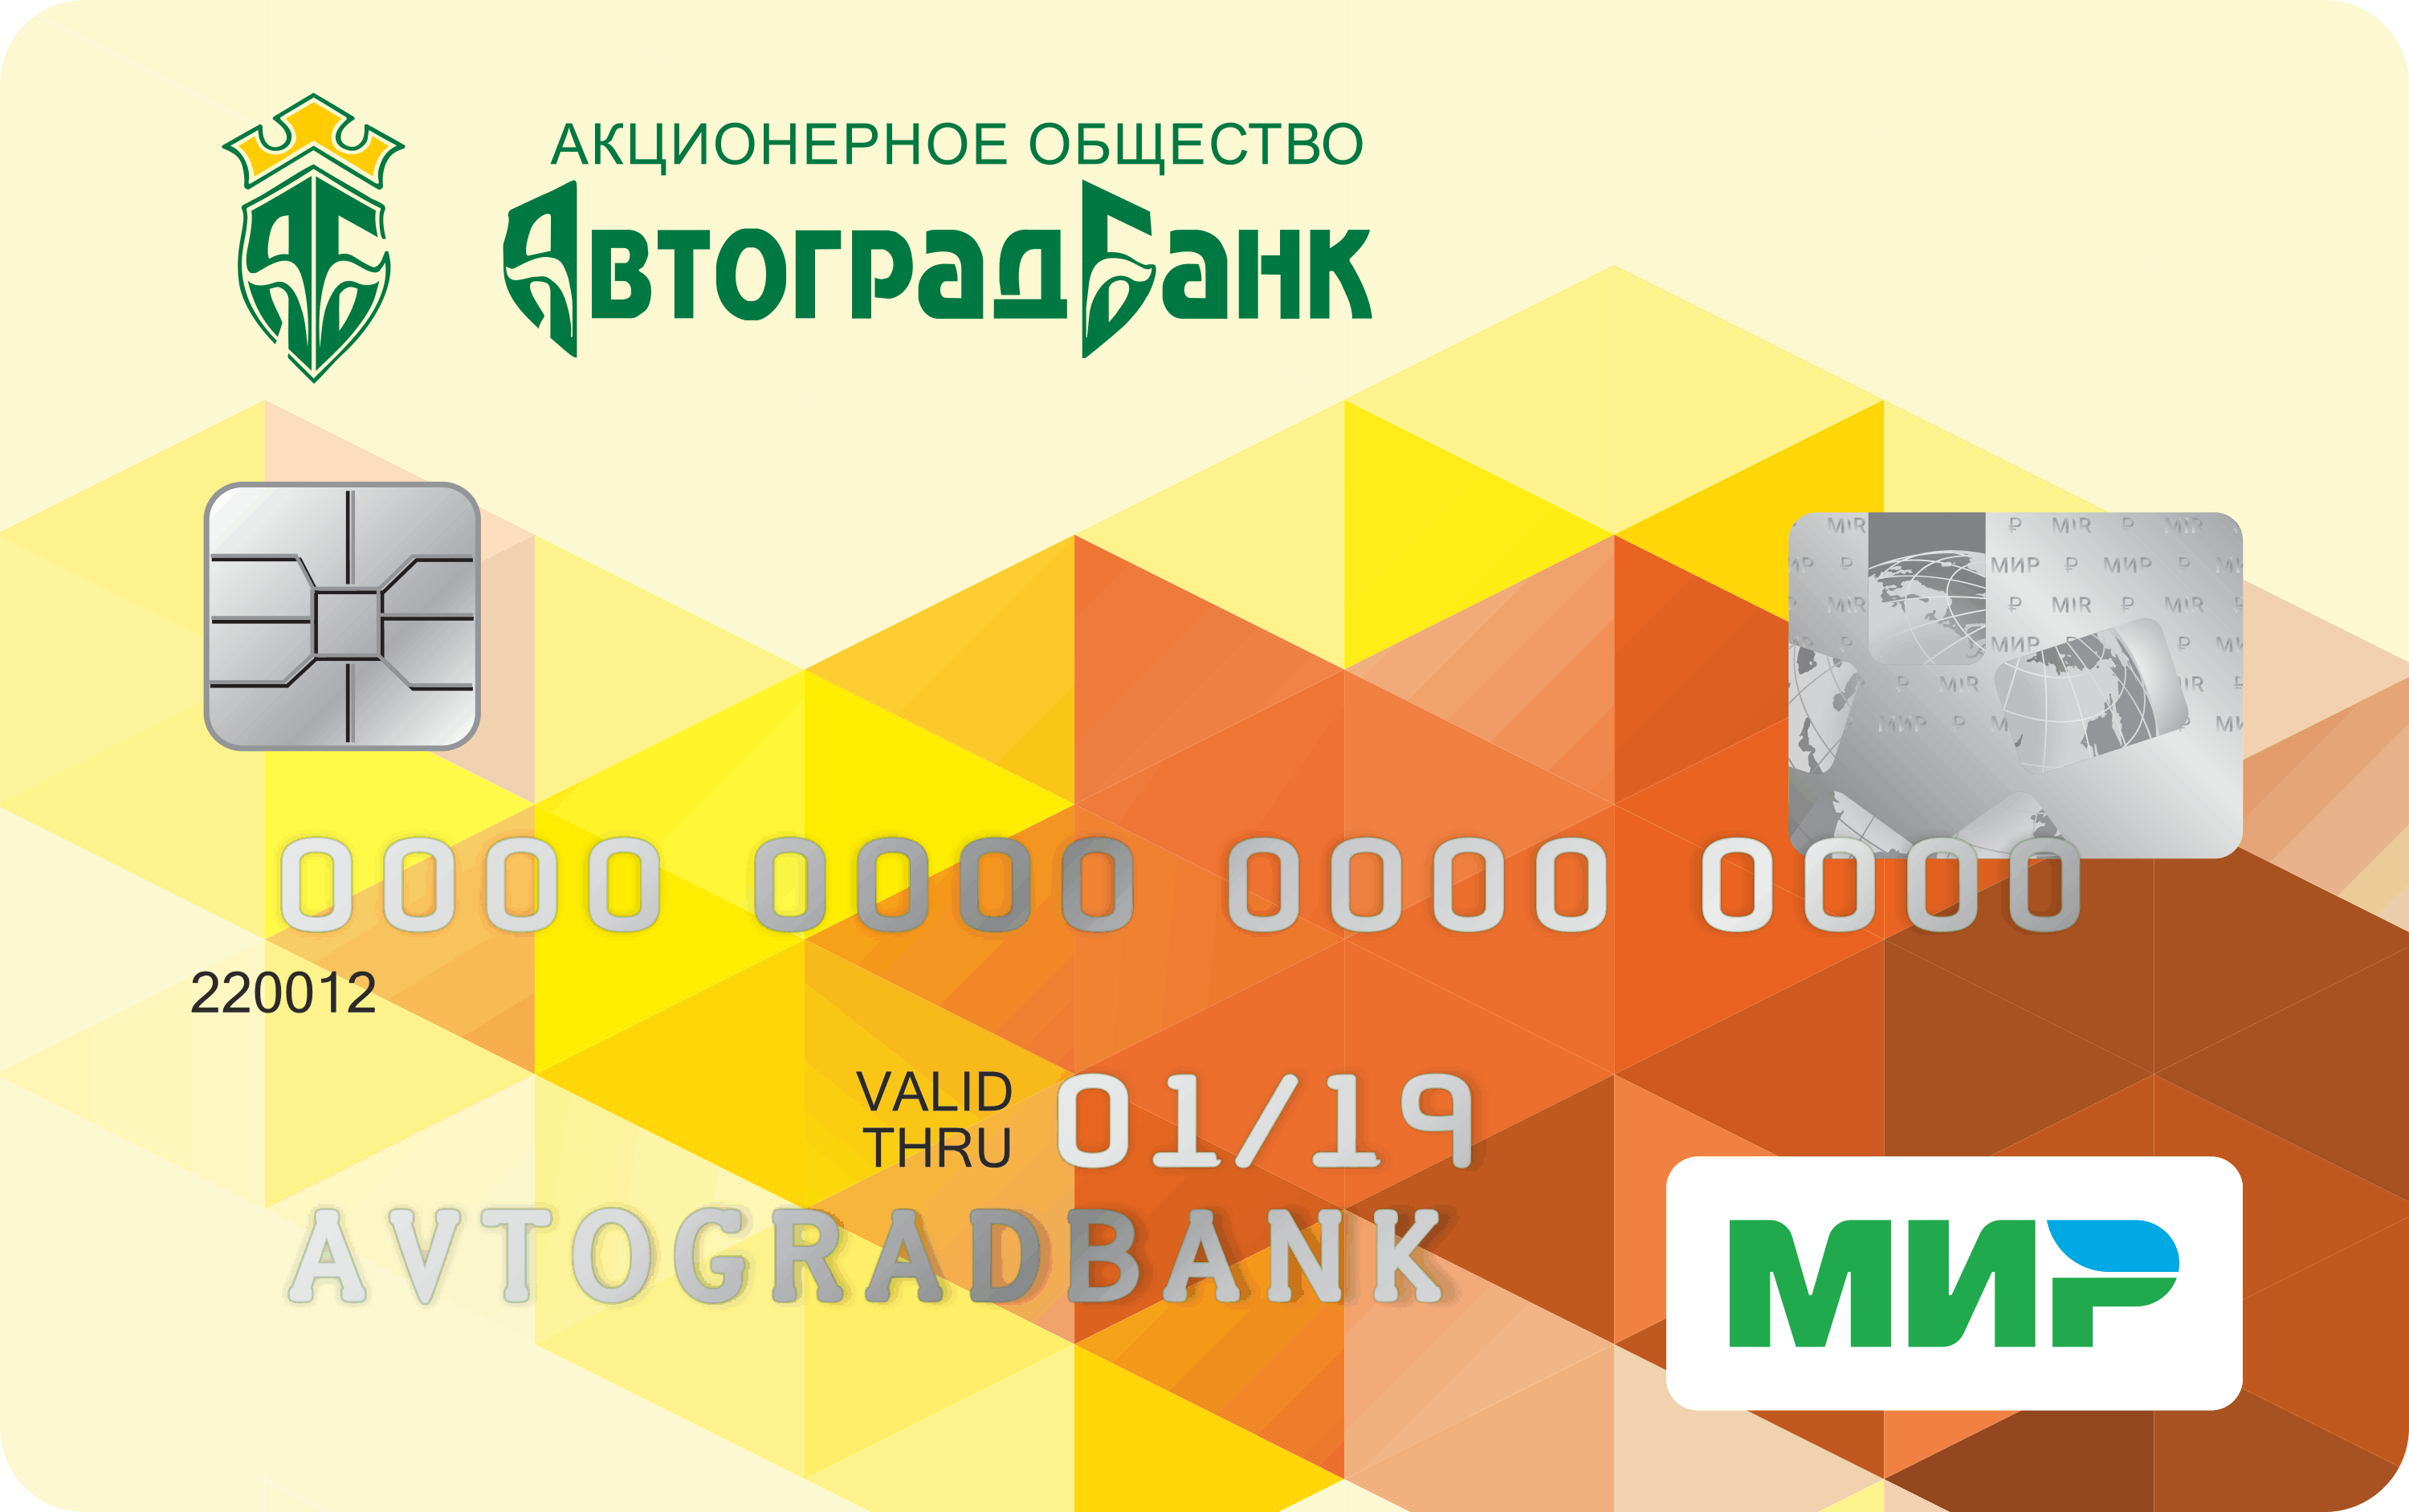 АКЦИОНЕРНОЕ ОБЩЕСТВО
АвтоградБанк
0000 0000 0000 0000
220012
VALID THRU 01/19
AVTOGRADBANK
МИР